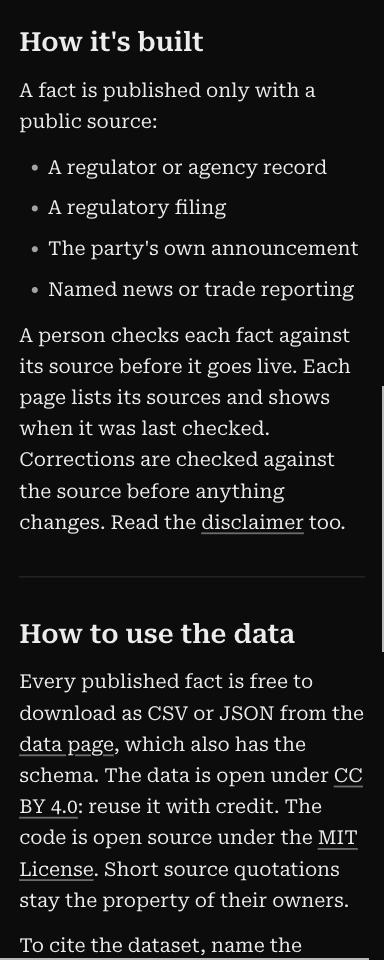 How it's built
A fact is published only with a
public source:
• A regulator or agency record
• A regulatory filing
• The party's own announcement
• Named news or trade reporting
A person checks each fact against
its source before it goes live. Each
page lists its sources and shows
when it was last checked.
Corrections are checked against
the source before anything
changes. Read the disclaimer too.
How to use the data
Every published fact is free to
download as CSV or JSON from the
data page, which also has the
schema. The data is open under CC
BY 4.0: reuse it with credit. The
code is open source under the MIT
License. Short source quotations
stay the property of their owners.
To cite the dataset, name the